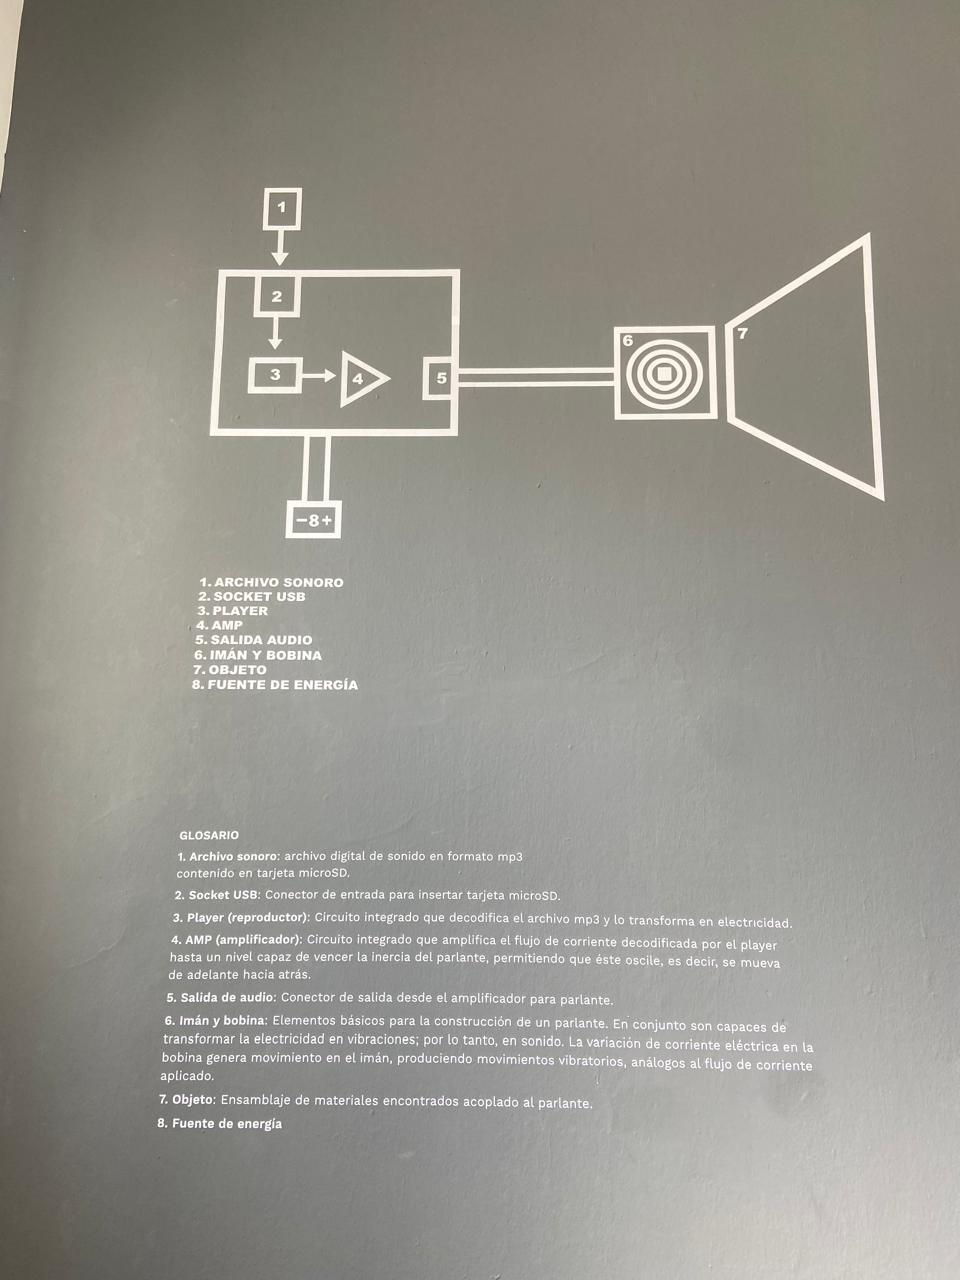 1
2
3
4
5
6
7
−8+
1. ARCHIVO SONORO
2. SOCKET USB
3. PLAYER
4. AMP
5. SALIDA AUDIO
6. IMÁN Y BOBINA
7. OBJETO
8. FUENTE DE ENERGÍA
GLOSARIO
1. Archivo sonoro: archivo digital de sonido en formato mp3
contenido en tarjeta microSD.
2. Socket USB: Conector de entrada para insertar tarjeta microSD.
3. Player (reproductor): Circuito integrado que decodifica el archivo mp3 y lo transforma en electricidad.
4. AMP (amplificador): Circuito integrado que amplifica el flujo de corriente decodificada por el player
hasta un nivel capaz de vencer la inercia del parlante, permitiendo que éste oscile, es decir, se mueva
de adelante hacia atrás.
5. Salida de audio: Conector de salida desde el amplificador para parlante.
6. Imán y bobina: Elementos básicos para la construcción de un parlante. En conjunto son capaces de
transformar la electricidad en vibraciones; por lo tanto, en sonido. La variación de corriente eléctrica en la
bobina genera movimiento en el imán, produciendo movimientos vibratorios, análogos al flujo de corriente
aplicado.
7. Objeto: Ensamblaje de materiales encontrados acoplado al parlante.
8. Fuente de energía